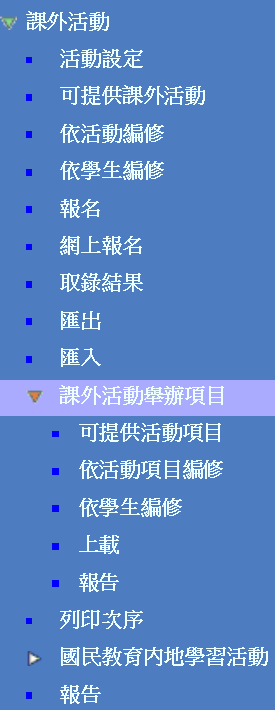 課外活動
活動設定
可提供課外活動
依活動編修
依學生編修
報名
網上報名
取錄結果
匯出
匯入
課外活動舉辦項目
可提供活動項目
依活動項目編修
依學生編修
上載
報告
列印次序
國民教育內地學習活動
報告